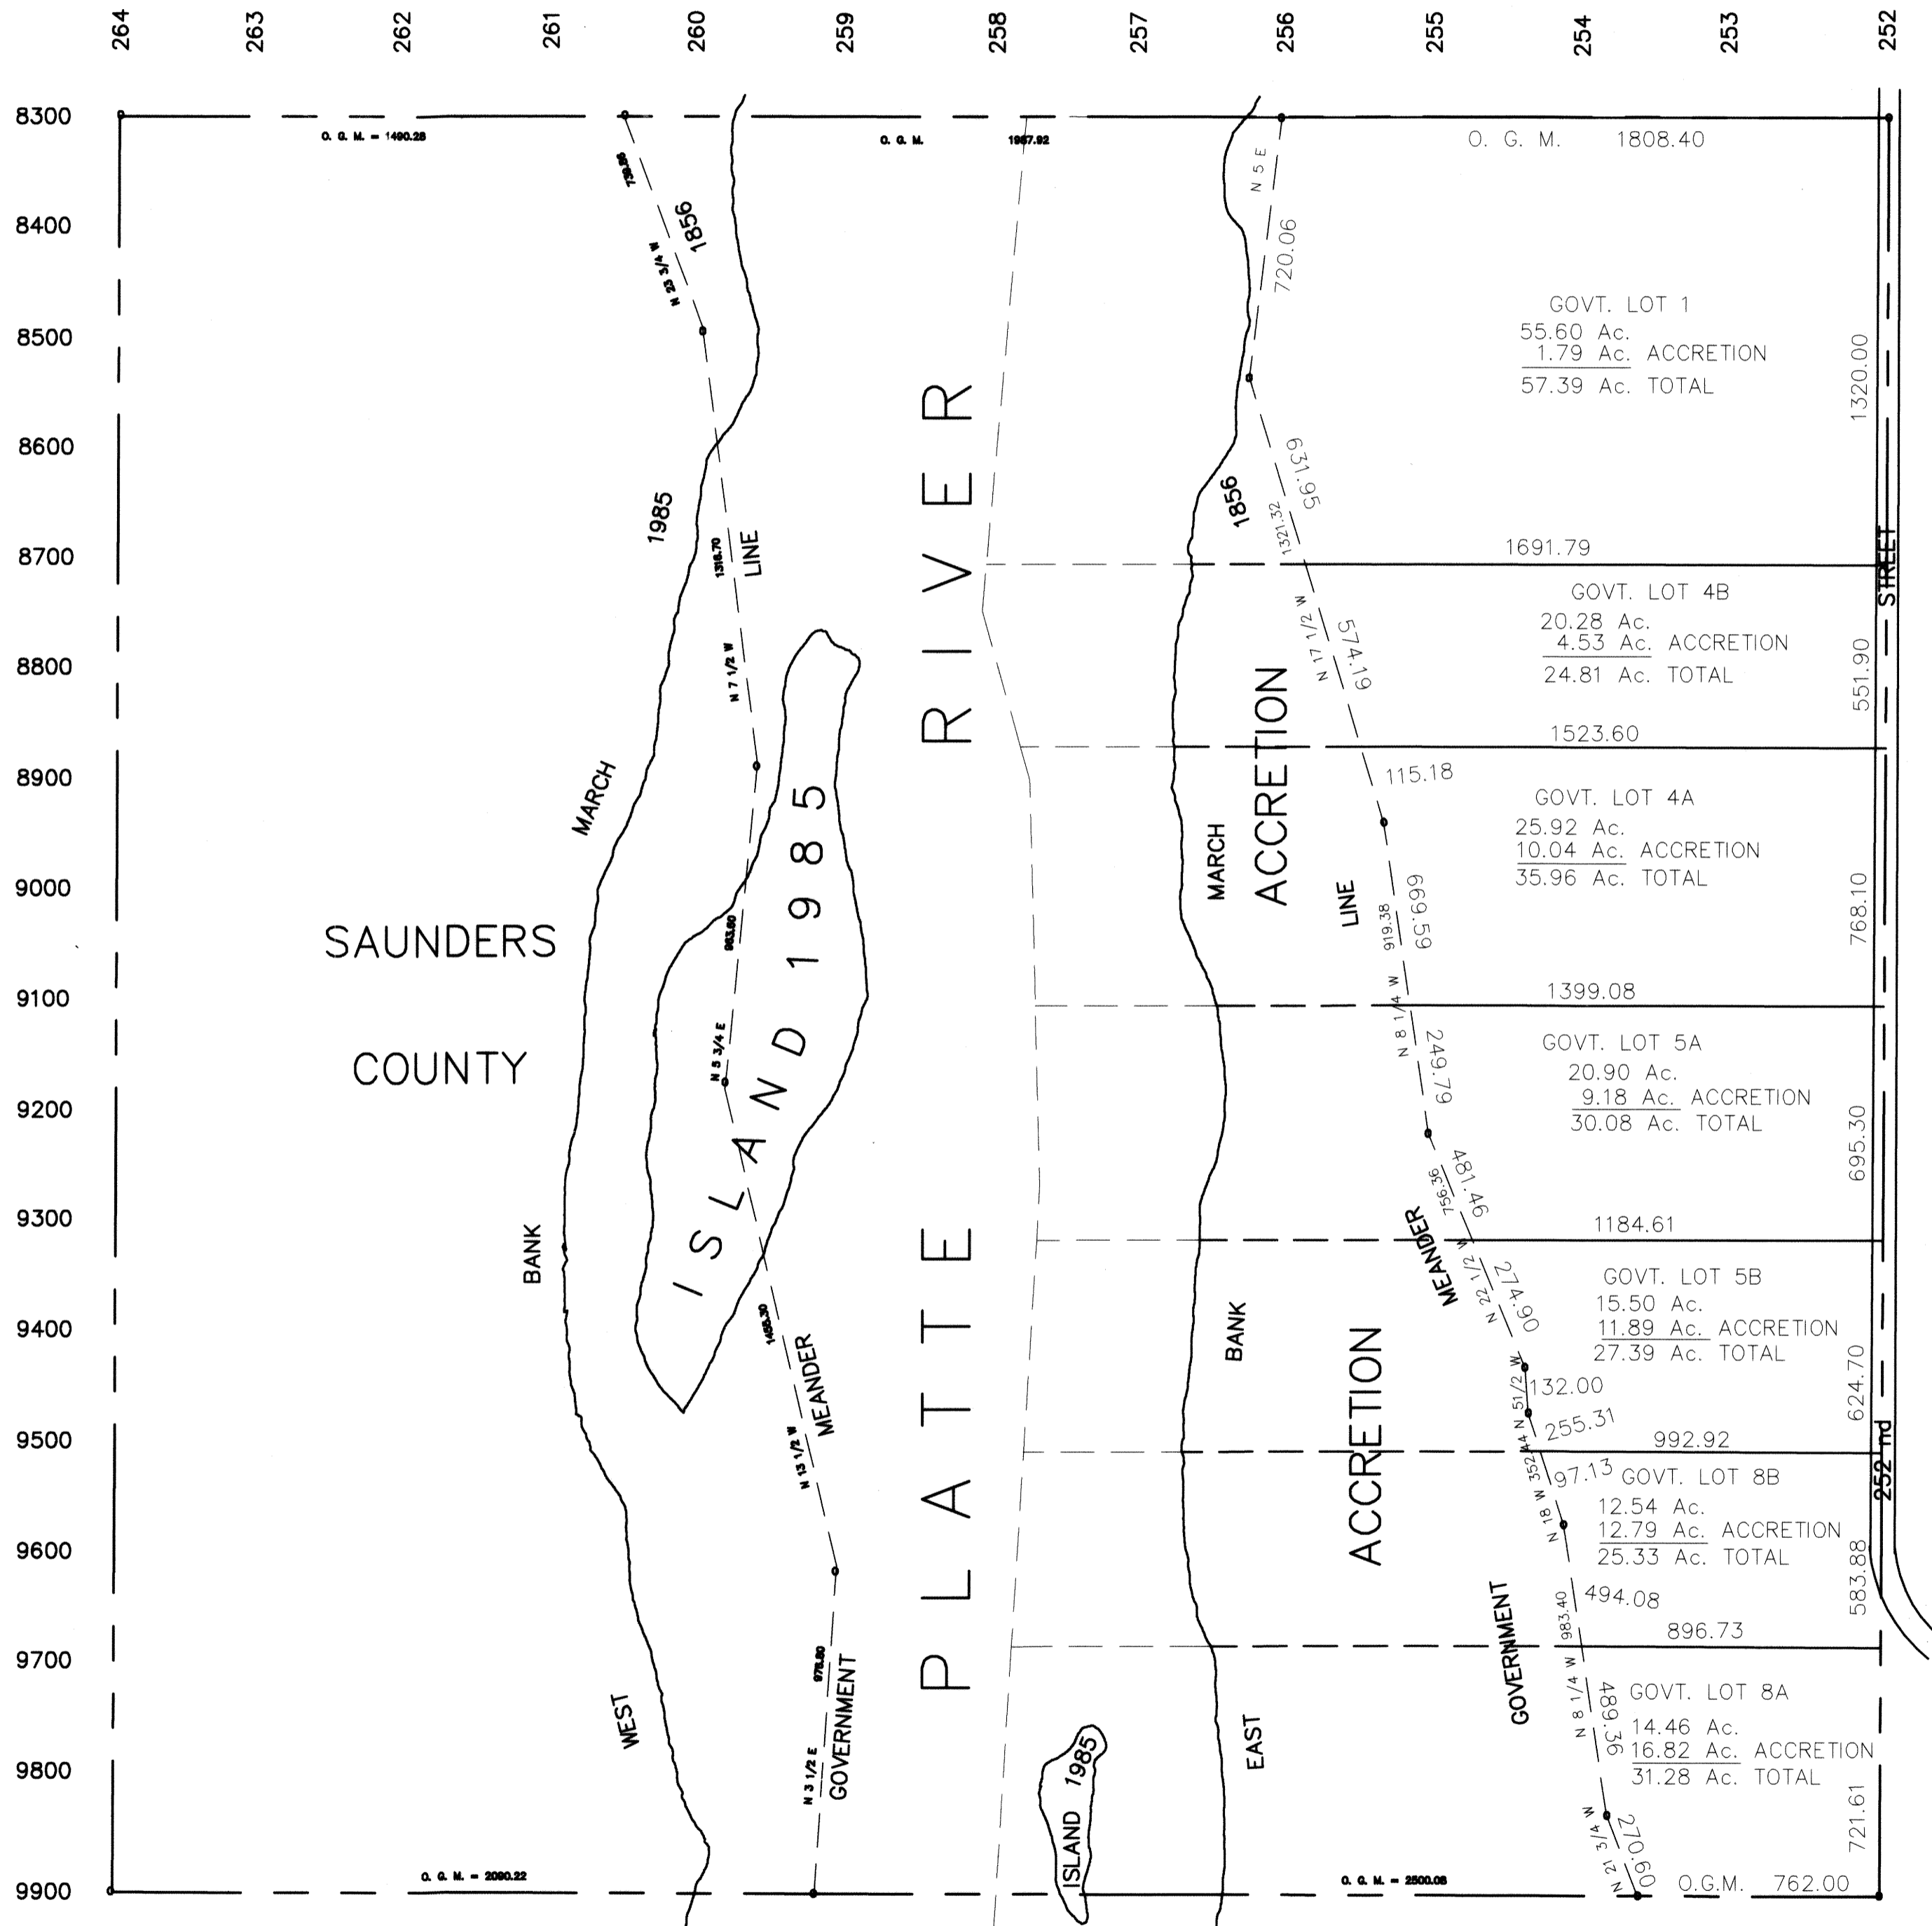 264 263 262 261 260 259 258 257 256 255 254 253 252
8300
8400
8500
8600
8700
8800
8900
9000
9100
9200
9300
9400
9500
9600
9700
9800
9900
O. G. M. = 1490.28
O. G. M. 1987.92
O. G. M. 1808.40
739.86
N 23 3/4 W
1856
1985
1316.70
LINE
N 7 1/2 W
MARCH
963.60
N 5 3/4 E
BANK
1455.30
MEANDER
N 13 1/2 W
WEST
976.80
GOVERNMENT
N 3 1/2 E
SAUNDERS
COUNTY
ISLAND 1985
PLATTE RIVER
ISLAND 1985
N 5 E
720.06
1856
631.95
1321.32
N 17 1/2 W
574.19
ACCRETION
MARCH
LINE
115.18
669.59
919.38
N 8 1/4 W
249.79
481.46
756.36
N 22 1/2 W
274.90
MEANDER
BANK
ACCRETION
N 5 1/2 W
132.00
255.31
352.44
97.13
N 18 W
494.08
983.40
N 8 1/4 W
489.36
GOVERNMENT
EAST
N 21 3/4 W
270.60
GOVT. LOT 1
55.60 Ac.
1.79 Ac. ACCRETION
57.39 Ac. TOTAL
1320.00
1691.79
GOVT. LOT 4B
20.28 Ac.
4.53 Ac. ACCRETION
24.81 Ac. TOTAL
551.90
1523.60
GOVT. LOT 4A
25.92 Ac.
10.04 Ac. ACCRETION
35.96 Ac. TOTAL
768.10
1399.08
GOVT. LOT 5A
20.90 Ac.
9.18 Ac. ACCRETION
30.08 Ac. TOTAL
695.30
1184.61
GOVT. LOT 5B
15.50 Ac.
11.89 Ac. ACCRETION
27.39 Ac. TOTAL
624.70
992.92
GOVT. LOT 8B
12.54 Ac.
12.79 Ac. ACCRETION
25.33 Ac. TOTAL
583.88
896.73
GOVT. LOT 8A
14.46 Ac.
16.82 Ac. ACCRETION
31.28 Ac. TOTAL
721.61
252 nd STREET
O. G. M. = 2090.22
O. G. M. = 2500.08
O.G.M. 762.00